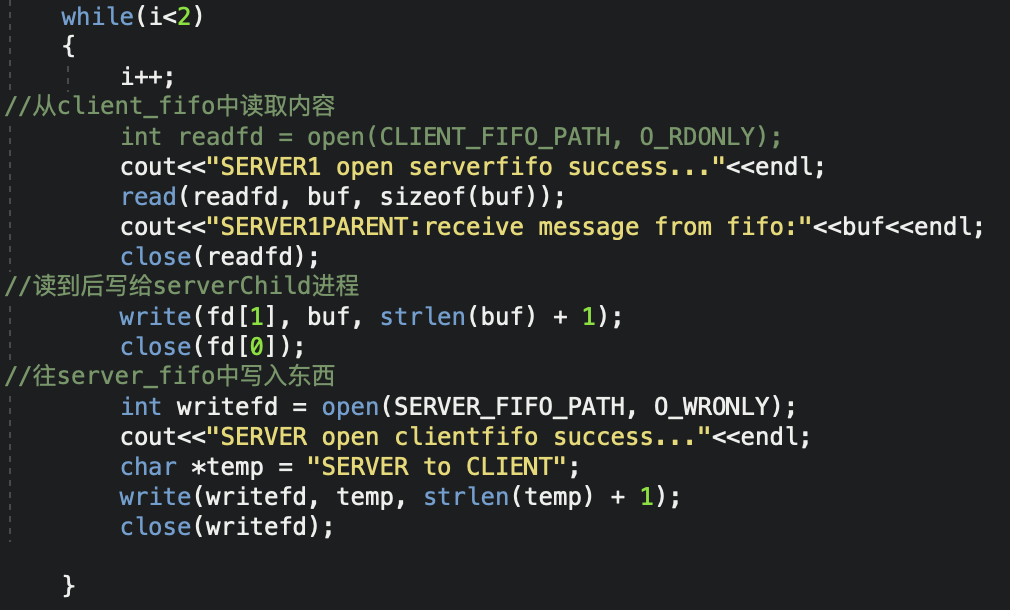 while(i<2)
{
i++;
//从client_fifo中读取内容
int readfd = open(CLIENT_FIFO_PATH, O_RDONLY);
cout<<"SERVER1 open serverfifo success..."<<endl;
read(readfd, buf, sizeof(buf));
cout<<"SERVER1PARENT:receive message from fifo:"<<buf<<endl;
close(readfd);
//读到后写给serverChild进程
write(fd[1], buf, strlen(buf) + 1);
close(fd[0]);
//往server_fifo中写入东西
int writefd = open(SERVER_FIFO_PATH, O_WRONLY);
cout<<"SERVER open clientfifo success..."<<endl;
char *temp = "SERVER to CLIENT";
write(writefd, temp, strlen(temp) + 1);
close(writefd);
}